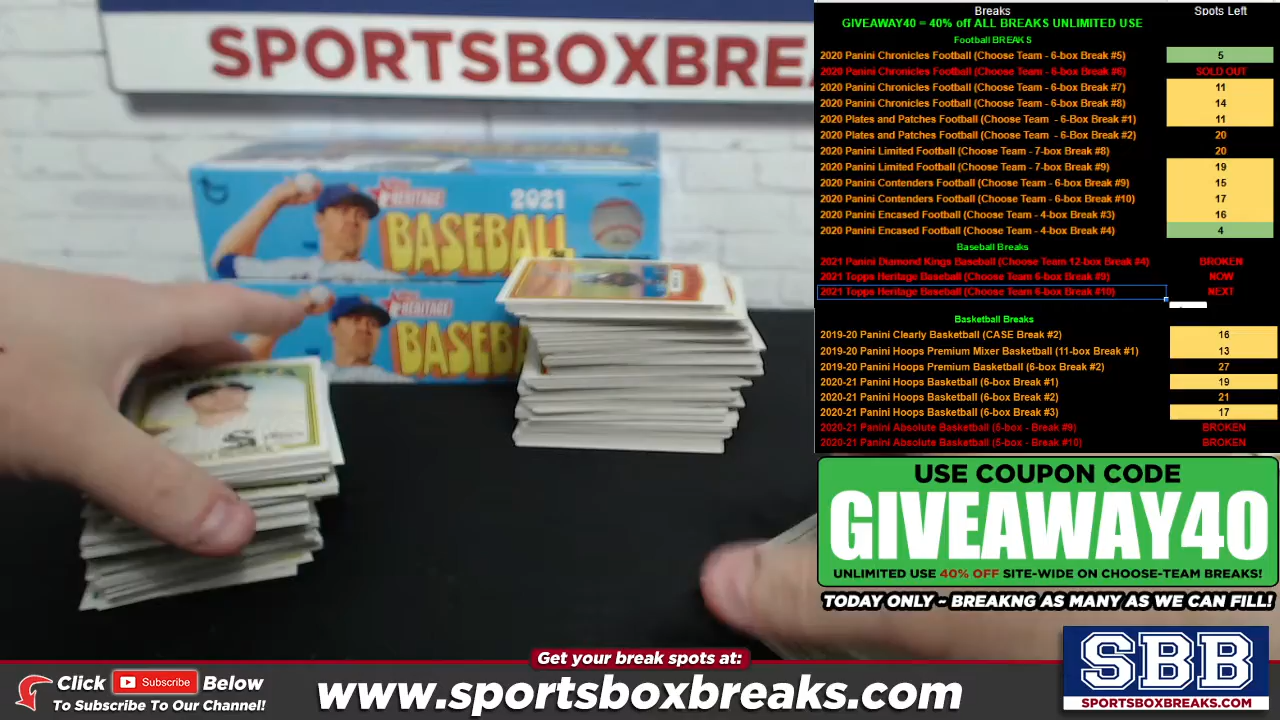 SPORTSBOXBREA
HERITAGE
2021
BASEBALL
HERITAGE
BASEB
Breaks
Spots Left
GIVEAWAY40 = 40% off ALL BREAKS UNLIMITED USE
Football BREAKS
2020 Panini Chronicles Football (Choose Team - 6-box Break #5) 5
2020 Panini Chronicles Football (Choose Team - 6-box Break #6) SOLD OUT
2020 Panini Chronicles Football (Choose Team - 6-box Break #7) 11
2020 Panini Chronicles Football (Choose Team - 6-box Break #8) 14
2020 Plates and Patches Football (Choose Team - 6-Box Break #1) 11
2020 Plates and Patches Football (Choose Team - 6-Box Break #2) 20
2020 Panini Limited Football (Choose Team - 7-box Break #8) 20
2020 Panini Limited Football (Choose Team - 7-box Break #9) 19
2020 Panini Contenders Football (Choose Team - 6-box Break #9) 15
2020 Panini Contenders Football (Choose Team - 6-box Break #10) 17
2020 Panini Encased Football (Choose Team - 4-box Break #3) 16
2020 Panini Encased Football (Choose Team - 4-box Break #4) 4
Baseball Breaks
2021 Panini Diamond Kings Baseball (Choose Team 12-box Break #4) BROKEN
2021 Topps Heritage Baseball (Choose Team 6-box Break #9) NOW
2021 Topps Heritage Baseball (Choose Team 6-box Break #10) NEXT
Basketball Breaks
2019-20 Panini Clearly Basketball (CASE Break #2) 16
2019-20 Panini Hoops Premium Mixer Basketball (11-box Break #1) 13
2019-20 Panini Hoops Premium Basketball (6-box Break #2) 27
2020-21 Panini Hoops Basketball (6-box Break #1) 19
2020-21 Panini Hoops Basketball (6-box Break #2) 21
2020-21 Panini Hoops Basketball (6-box Break #3) 17
2020-21 Panini Absolute Basketball (5-box - Break #9) BROKEN
2020-21 Panini Absolute Basketball (5-box - Break #10) BROKEN
USE COUPON CODE
GIVEAWAY40
UNLIMITED USE 40% OFF SITE-WIDE ON CHOOSE-TEAM BREAKS!
TODAY ONLY ~ BREAKNG AS MANY AS WE CAN FILL!
Get your break spots at:
Click Subscribe Below
To Subscribe To Our Channel!
www.sportsboxbreaks.com
SBB
SPORTSBOXBREAKS.COM